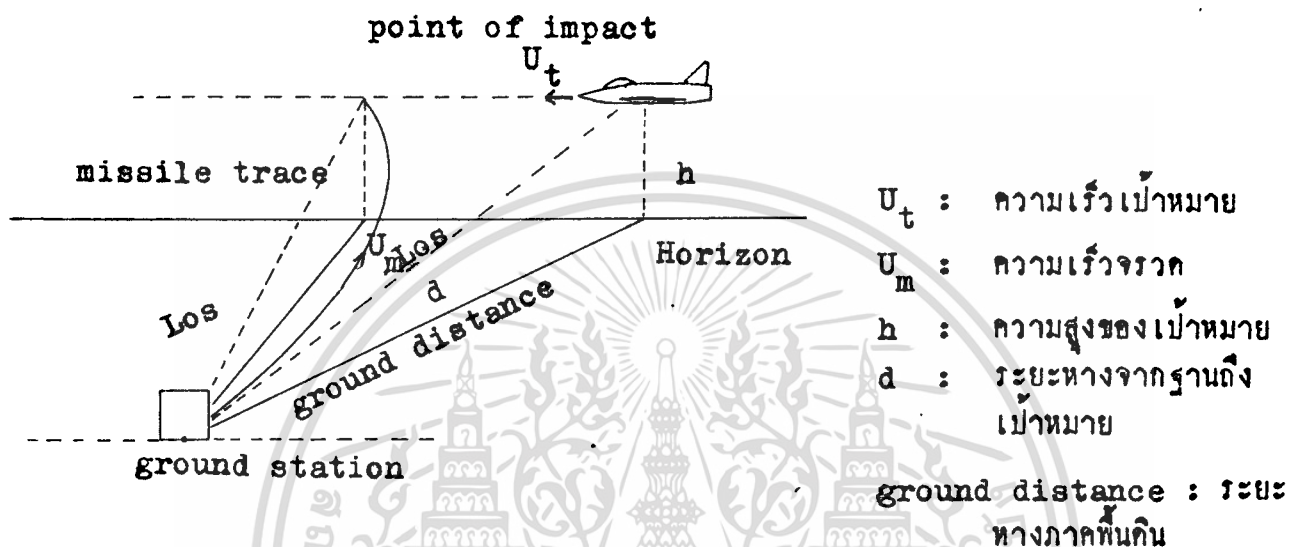 point of impact
U_t
missile trace
h
U_m
Los
Horizon
d
Los
ground distance
ground station
U_t : ความเร็วเป้าหมาย
U_m : ความเร็วจรวด
h : ความสูงของเป้าหมาย
d : ระยะห่างจากฐานถึง
เป้าหมาย
ground distance : ระยะ
ห่างภาคพื้นดิน